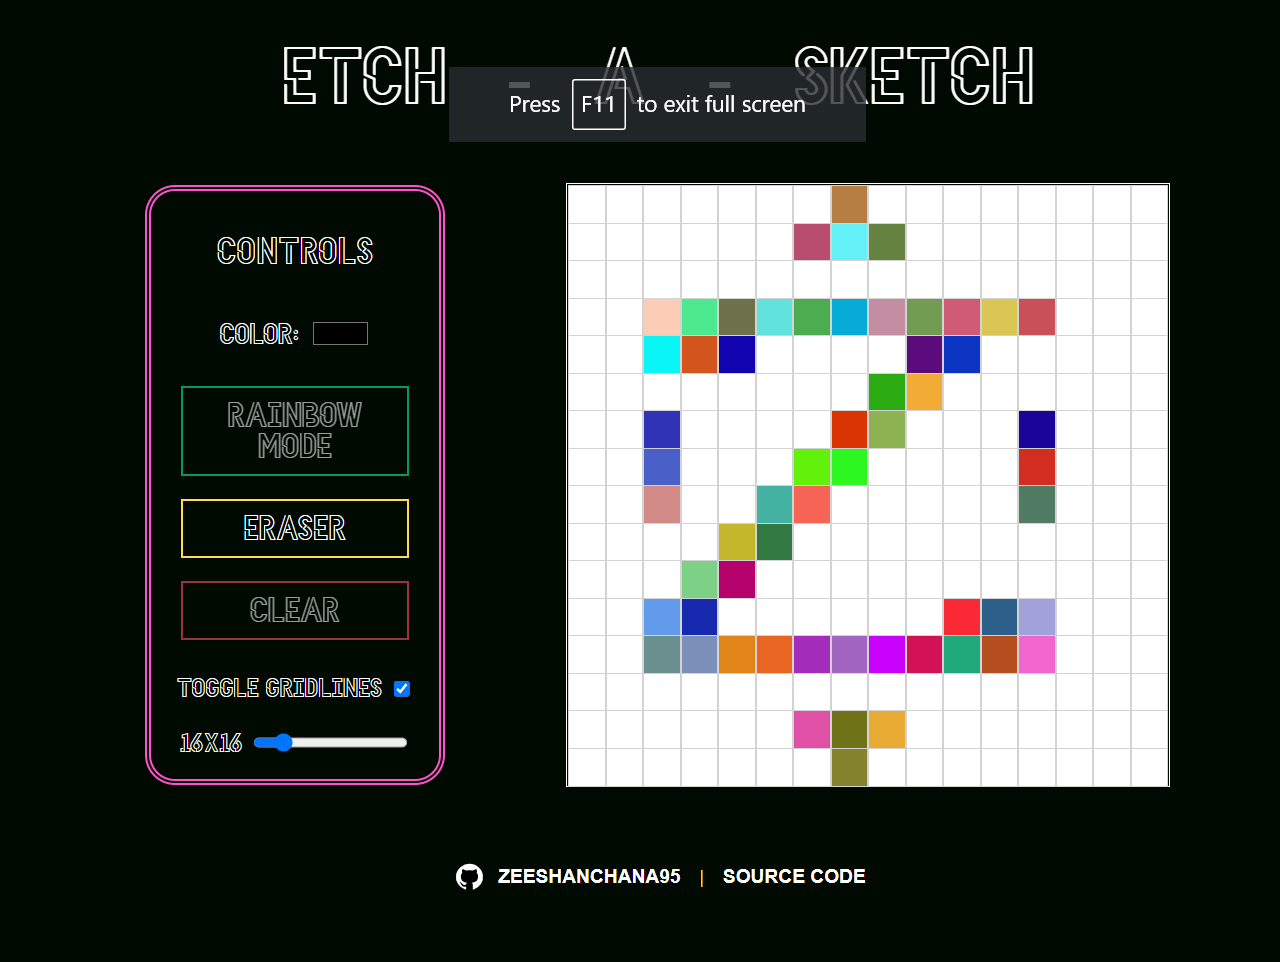 ETCH - A - SKETCH
Press F11 to exit full screen
CONTROLS
COLOR:
RAINBOW
MODE
ERASER
CLEAR
TOGGLE GRIDLINES
16X16
ZEESHANCHANA95 | SOURCE CODE